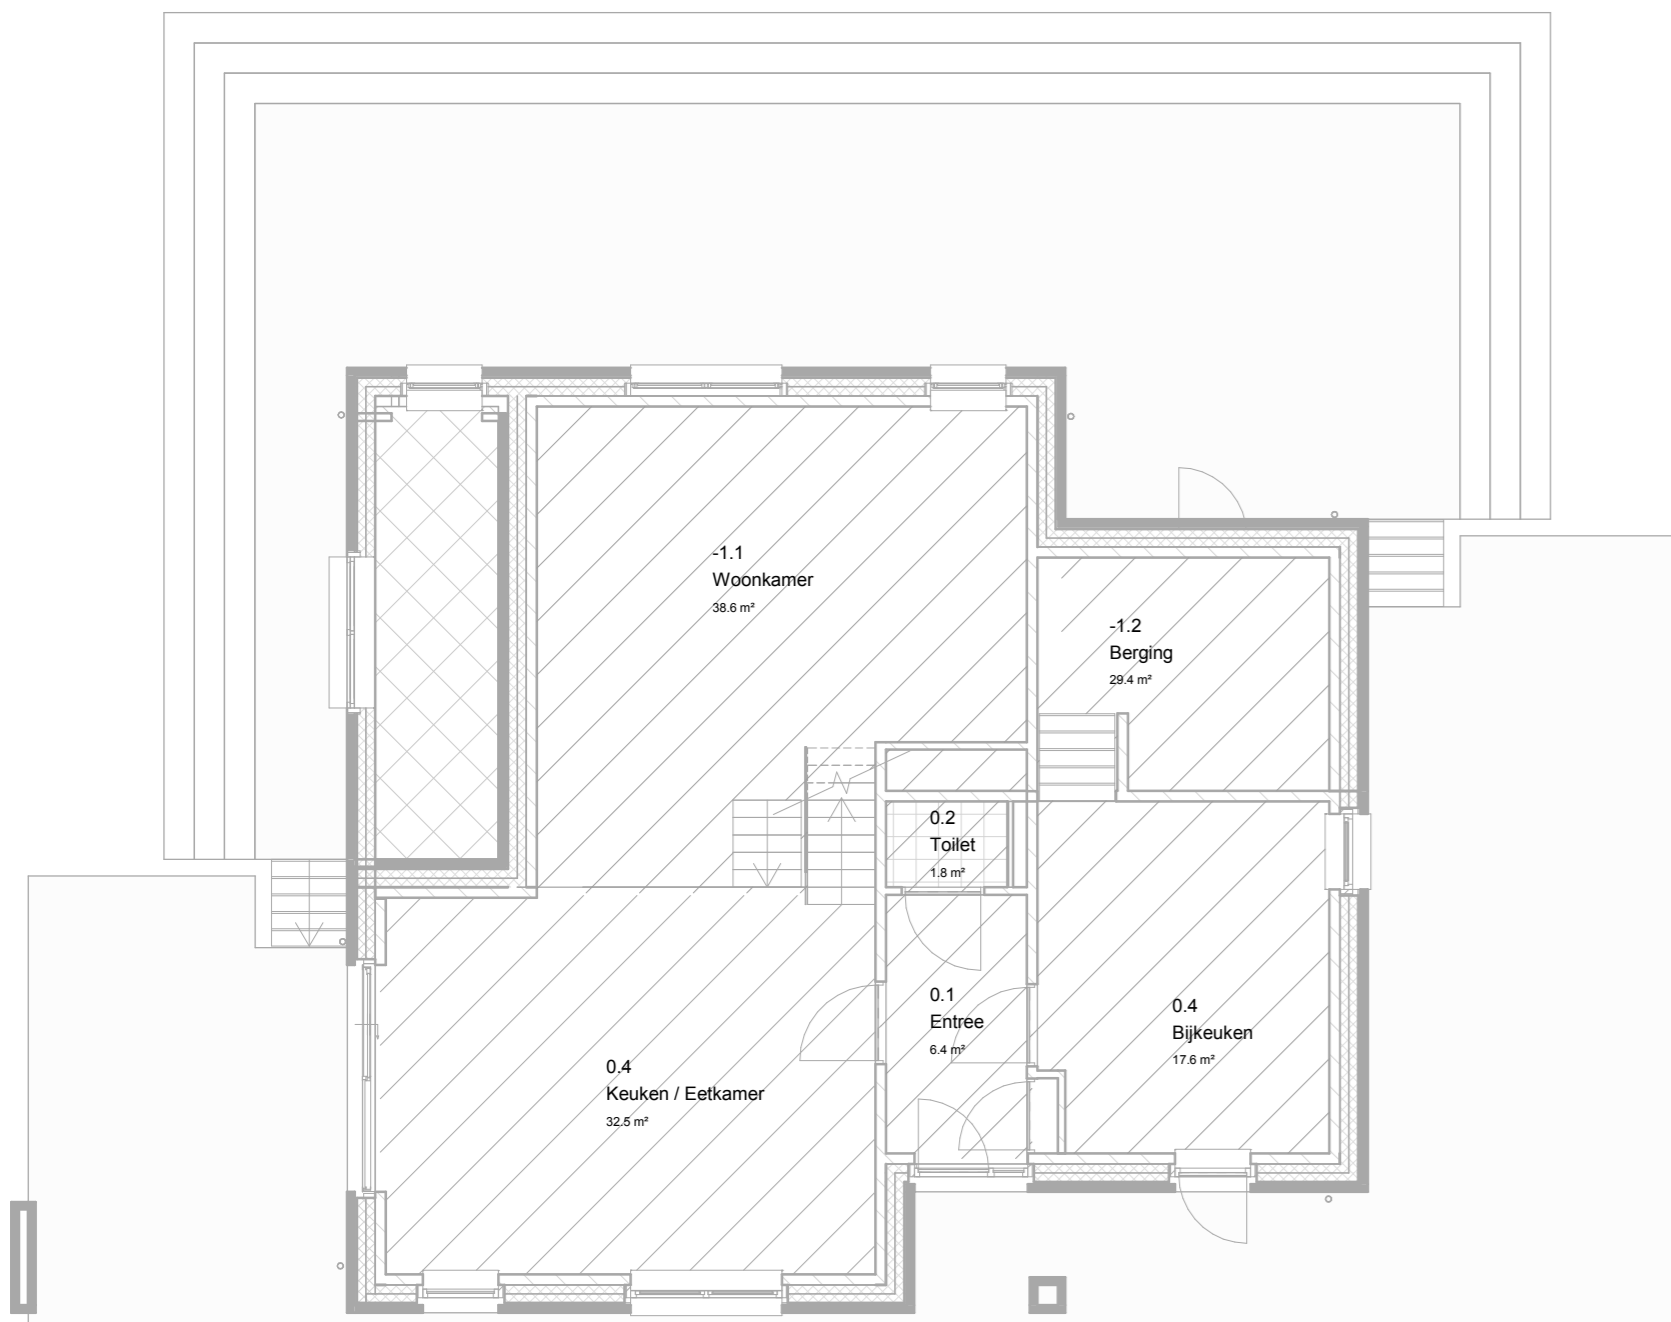 -1.1
Woonkamer
38.6 m²
-1.2
Berging
29.4 m²
0.2
Toilet
1.8 m²
0.1
Entree
6.4 m²
0.4
Bijkeuken
17.6 m²
0.4
Keuken / Eetkamer
32.5 m²